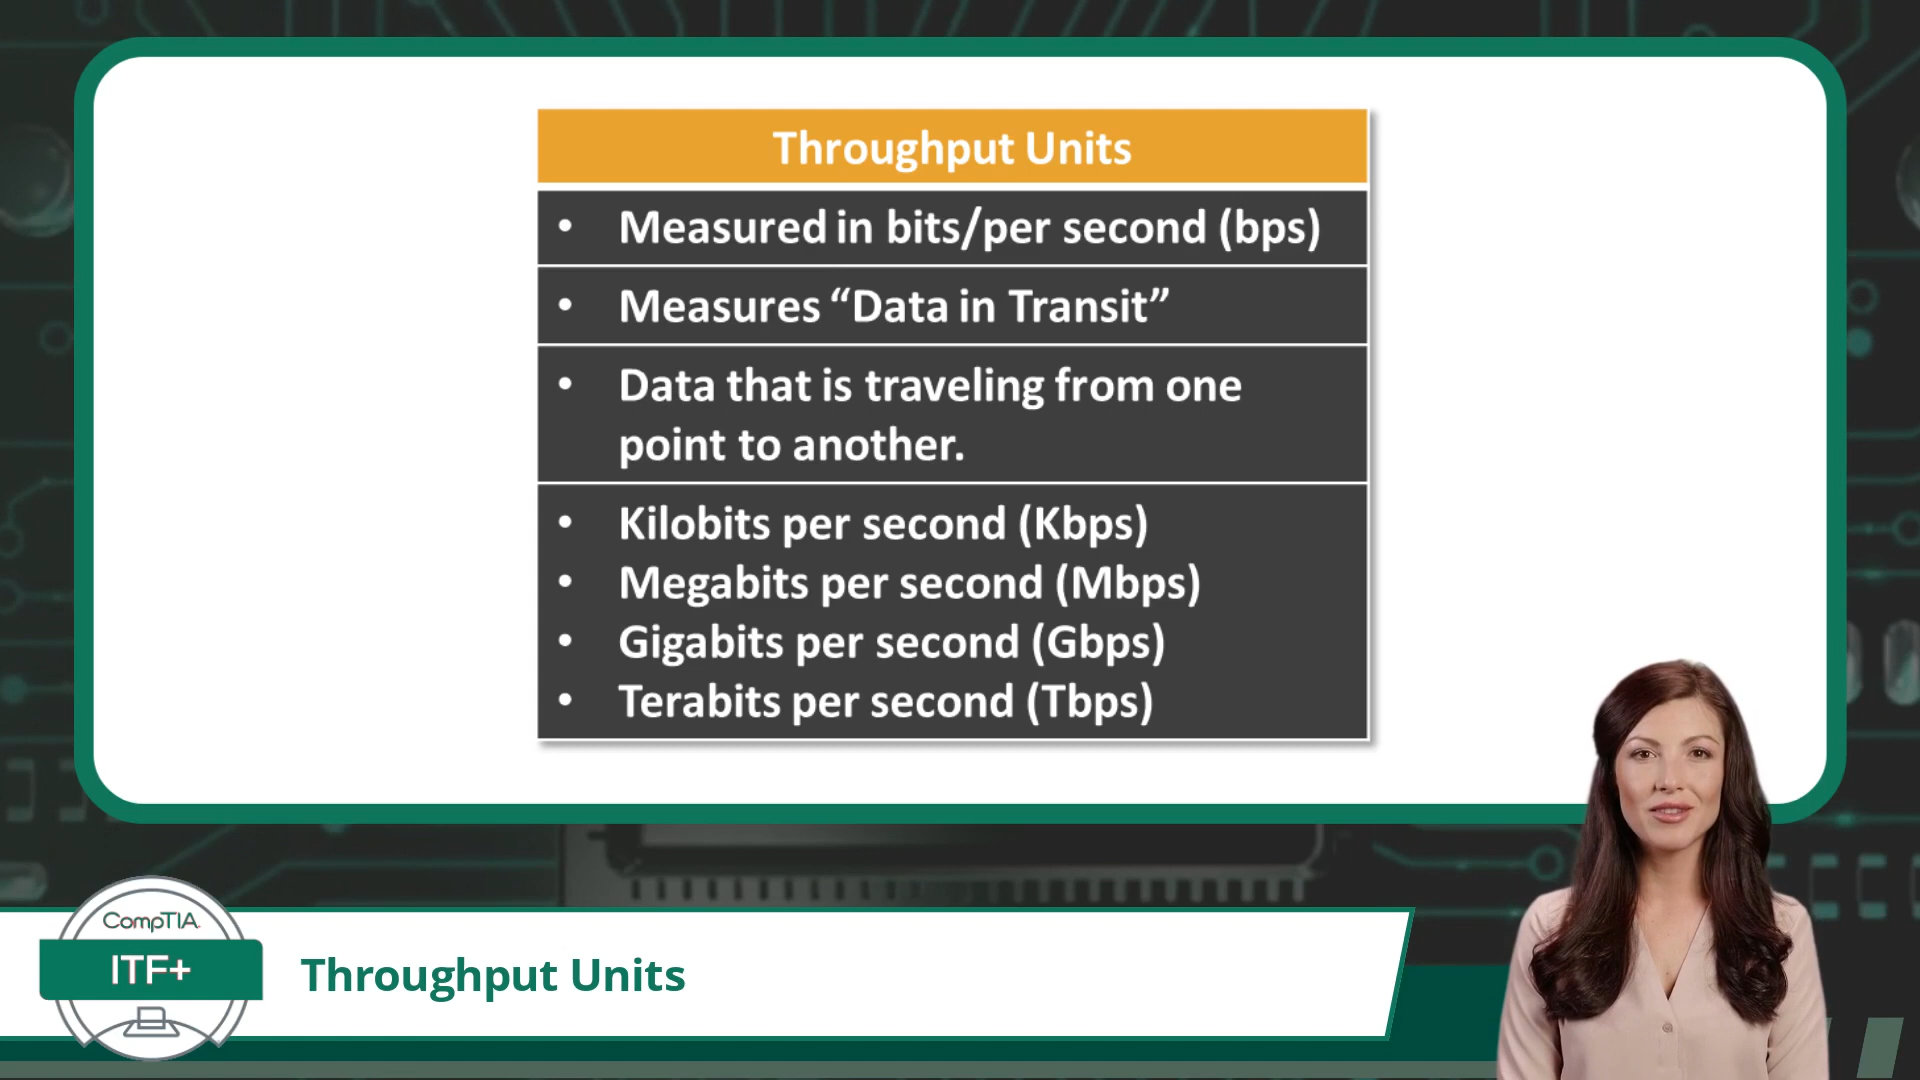 Throughput Units
• Measured in bits/per second (bps)
• Measures “Data in Transit”
• Data that is traveling from one
point to another.
• Kilobits per second (Kbps)
• Megabits per second (Mbps)
• Gigabits per second (Gbps)
• Terabits per second (Tbps)
CompTIA
ITF+
Throughput Units